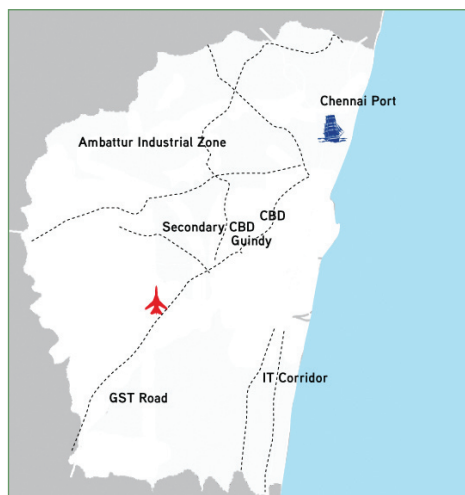 Chennai Port
Ambattur Industrial Zone
CBD
Secondary CBD
Guindy
IT Corridor
GST Road